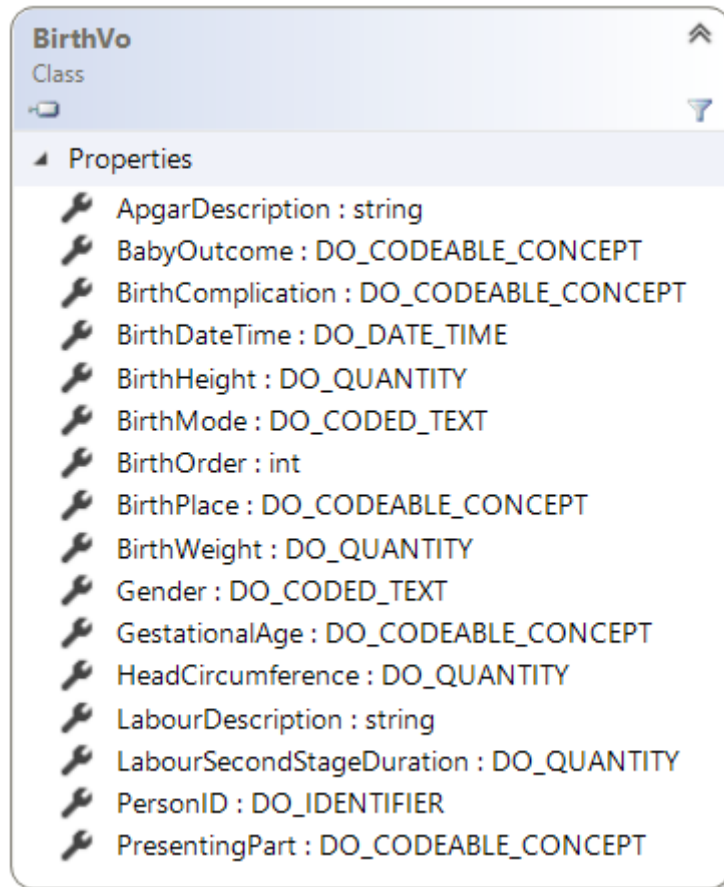 BirthVo
Class
Properties
ApgarDescription : string
BabyOutcome : DO_CODEABLE_CONCEPT
BirthComplication : DO_CODEABLE_CONCEPT
BirthDateTime : DO_DATE_TIME
BirthHeight : DO_QUANTITY
BirthMode : DO_CODED_TEXT
BirthOrder : int
BirthPlace : DO_CODEABLE_CONCEPT
BirthWeight : DO_QUANTITY
Gender : DO_CODED_TEXT
GestationalAge : DO_CODEABLE_CONCEPT
HeadCircumference : DO_QUANTITY
LabourDescription : string
LabourSecondStageDuration : DO_QUANTITY
PersonID : DO_IDENTIFIER
PresentingPart : DO_CODEABLE_CONCEPT